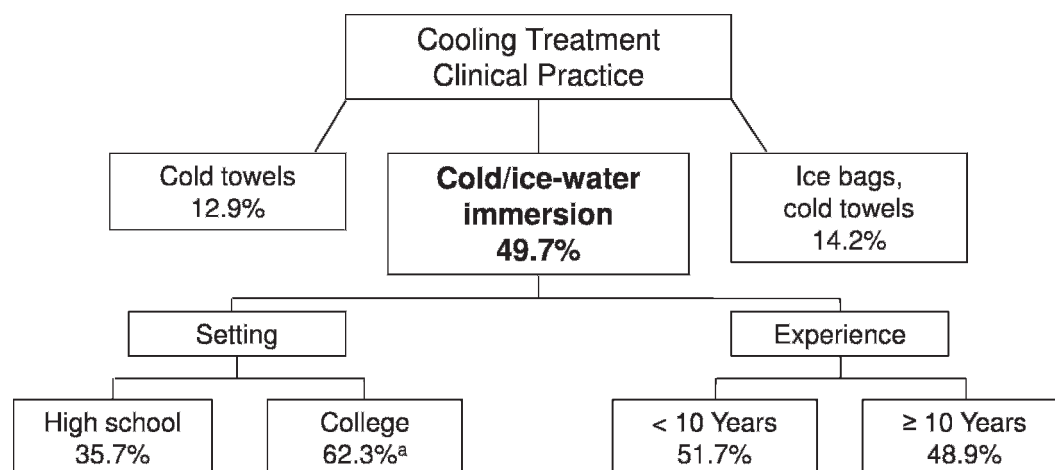 Cooling Treatment
Clinical Practice
Cold towels
12.9%
Cold/ice-water
immersion
49.7%
Ice bags,
cold towels
14.2%
Setting
Experience
High school
35.7%
College
62.3%ᵃ
< 10 Years
51.7%
≥ 10 Years
48.9%